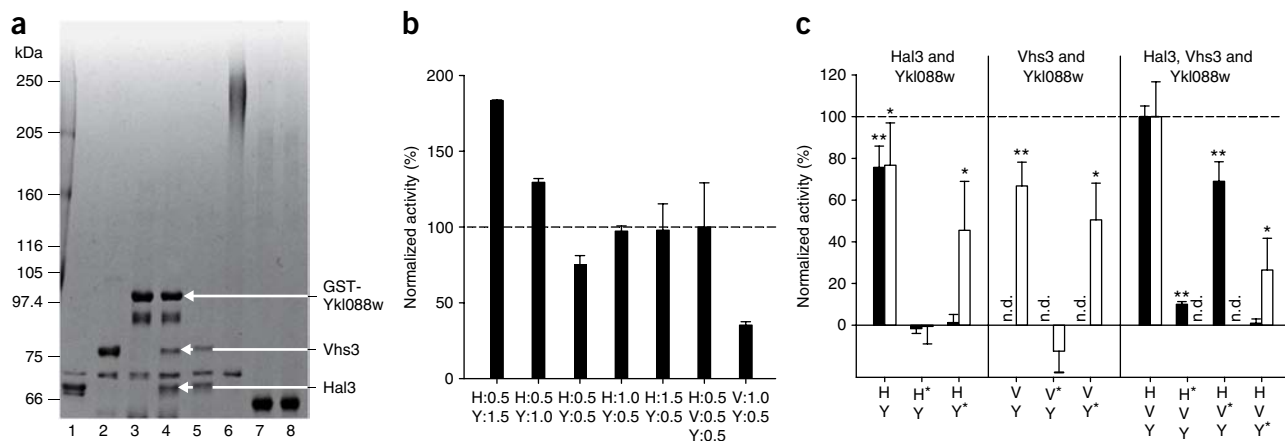 a
kDa
250
205
160
116
105
97.4
75
66
GST-
Ykl088w
Vhs3
Hal3
1 2 3 4 5 6 7 8
b
Normalized activity (%)
200
150
100
50
0
H:0.5 H:0.5 H:0.5 H:1.0 H:1.5 H:0.5 V:1.0
Y:1.5 Y:1.0 Y:0.5 Y:0.5 Y:0.5 V:0.5 Y:0.5
Y:0.5
c
Hal3 and Vhs3 and Hal3, Vhs3 and
Ykl088w Ykl088w Ykl088w
Normalized activity (%)
120
100
80
60
40
20
0
** * * ** * ** ** *
n.d. n.d. n.d. n.d. n.d.
H H* H V V* V H H* H H
Y Y Y* Y Y Y* V V V* V
Y Y Y Y*